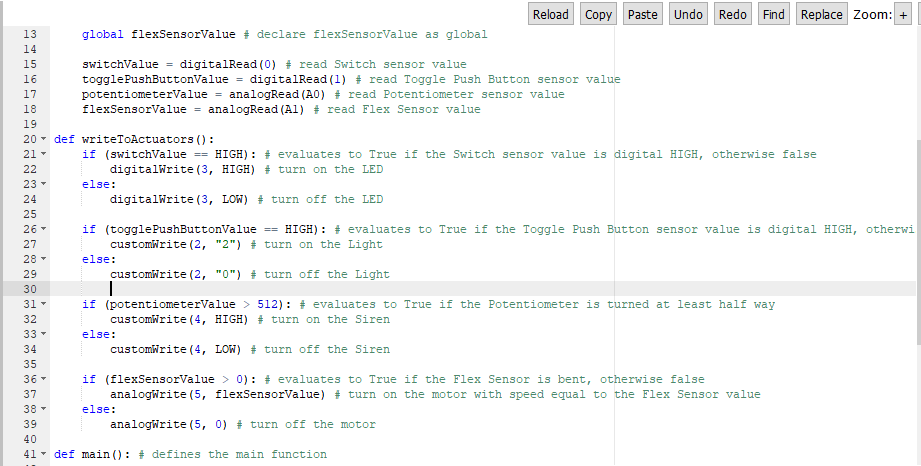 Reload Copy Paste Undo Redo Find Replace Zoom: +
13 global flexSensorValue # declare flexSensorValue as global
14
15 switchValue = digitalRead(0) # read Switch sensor value
16 togglePushButtonValue = digitalRead(1) # read Toggle Push Button sensor value
17 potentiometerValue = analogRead(A0) # read Potentiometer sensor value
18 flexSensorValue = analogRead(A1) # read Flex Sensor value
19
20 def writeToActuators():
21 if (switchValue == HIGH): # evaluates to True if the Switch sensor value is digital HIGH, otherwise false
22 digitalWrite(3, HIGH) # turn on the LED
23 else:
24 digitalWrite(3, LOW) # turn off the LED
25
26 if (togglePushButtonValue == HIGH): # evaluates to True if the Toggle Push Button sensor value is digital HIGH, otherwi
27 customWrite(2, "2") # turn on the Light
28 else:
29 customWrite(2, "0") # turn off the Light
30
31 if (potentiometerValue > 512): # evaluates to True if the Potentiometer is turned at least half way
32 customWrite(4, HIGH) # turn on the Siren
33 else:
34 customWrite(4, LOW) # turn off the Siren
35
36 if (flexSensorValue > 0): # evaluates to True if the Flex Sensor is bent, otherwise false
37 analogWrite(5, flexSensorValue) # turn on the motor with speed equal to the Flex Sensor value
38 else:
39 analogWrite(5, 0) # turn off the motor
40
41 def main(): # defines the main function